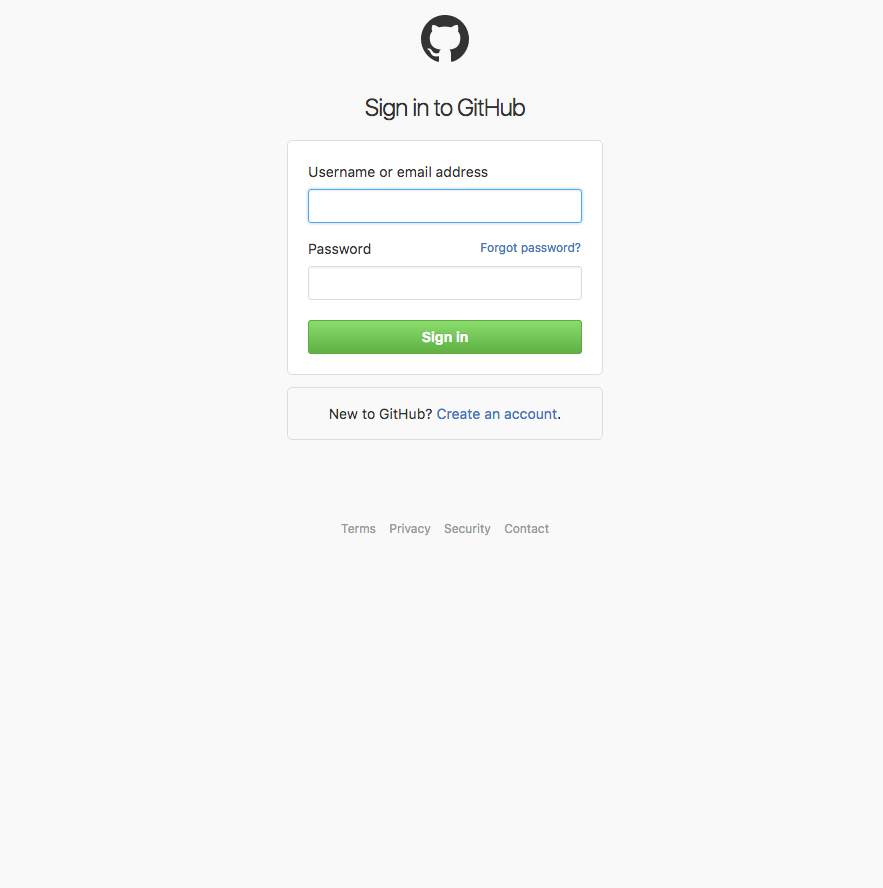 Sign in to GitHub
Username or email address
Password Forgot password?
Sign in
New to GitHub? Create an account.
Terms Privacy Security Contact